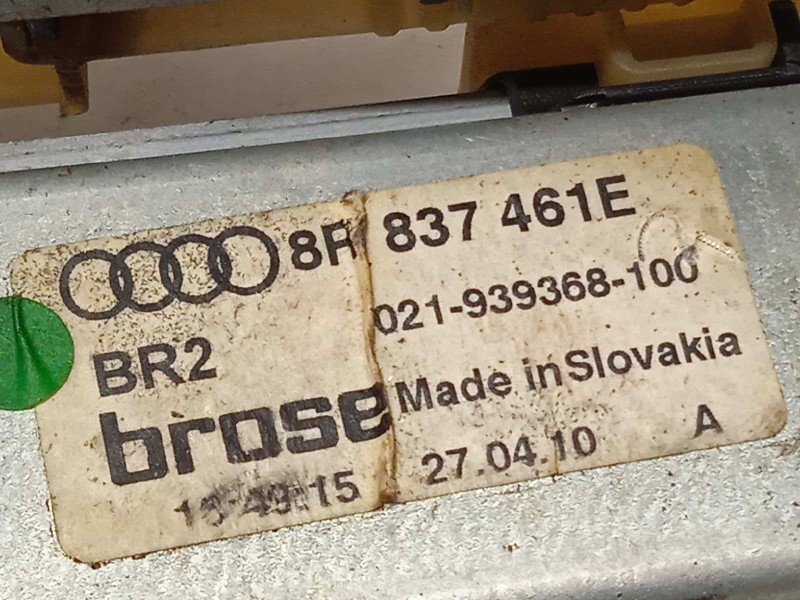 8R 837 461E
021-939368-100
BR2
Made in Slovakia
brose
27.04.10 A